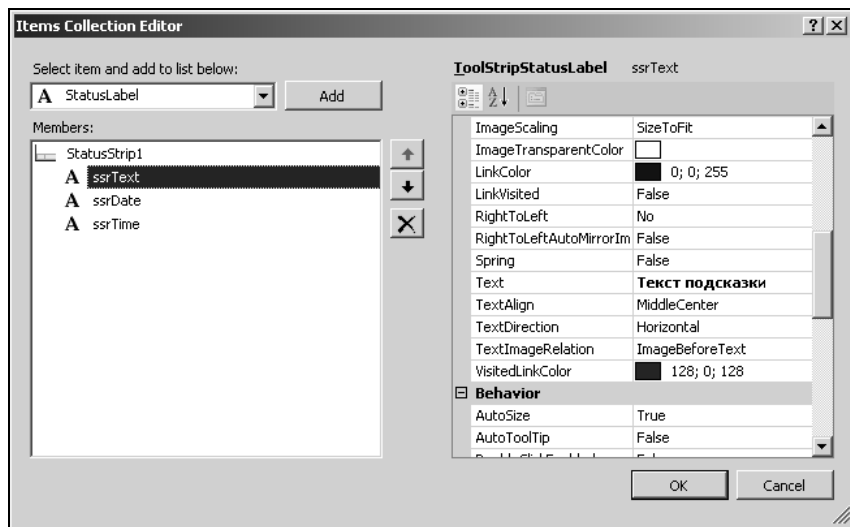 Items Collection Editor
Select item and add to list below:
A StatusLabel
Add
Members:
StatusStrip1
A ssrText
A ssrDate
A ssrTime
ToolStripStatusLabel ssrText
ImageScaling SizeToFit
ImageTransparentColor
LinkColor 0; 0; 255
LinkVisited False
RightToLeft No
RightToLeftAutoMirrorIm False
Spring False
Text Текст подсказки
TextAlign MiddleCenter
TextDirection Horizontal
TextImageRelation ImageBeforeText
VisitedLinkColor 128; 0; 128
Behavior
AutoSize True
AutoToolTip False
OK
Cancel